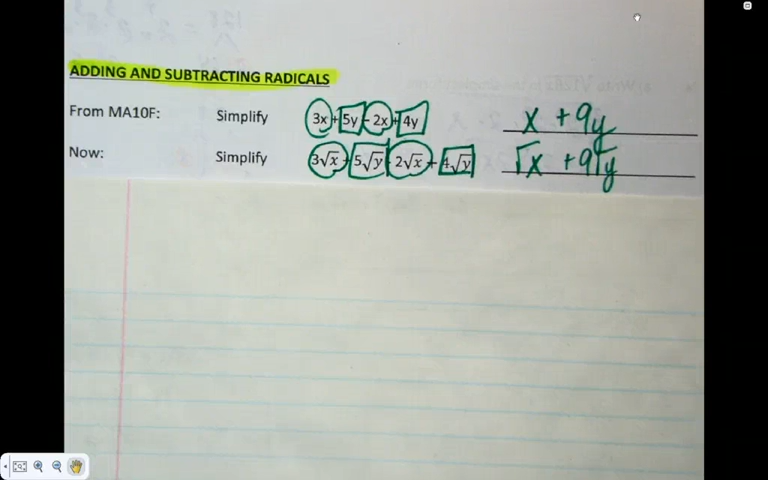 128
ADDING AND SUBTRACTING RADICALS
From MA10F: Simplify 3x + 5y - 2x + 4y x + 9y
Now: Simplify 3√x + 5√y - 2√x + 4√y √x + 9√y